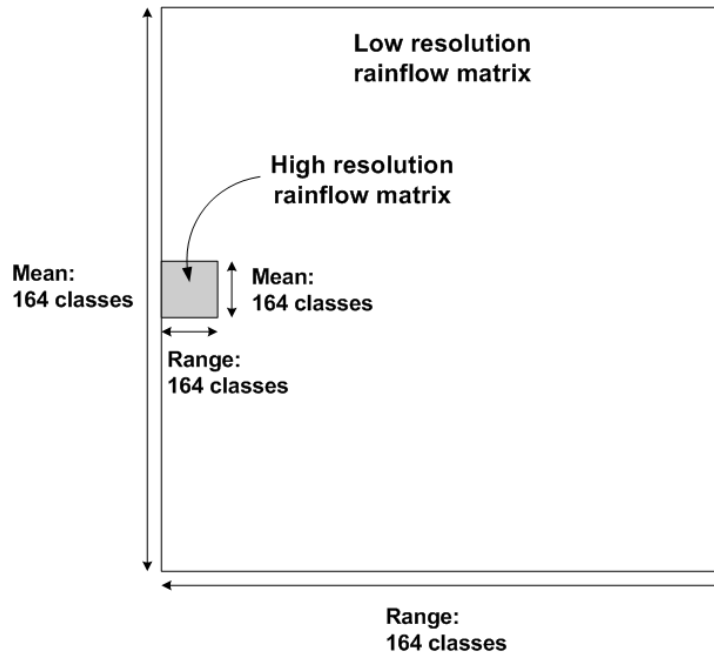 Low resolution
rainflow matrix
High resolution
rainflow matrix
Mean:
164 classes
Mean:
164 classes
Range:
164 classes
Range:
164 classes